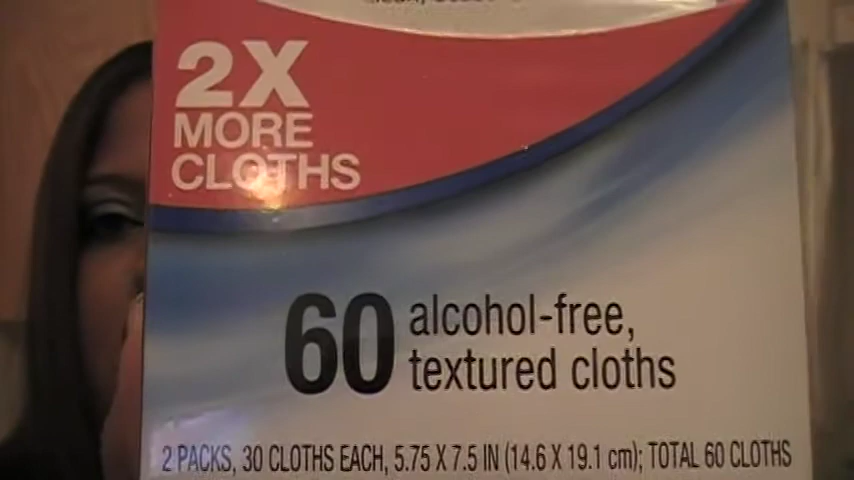 2X
MORE
CLOTHS
60 alcohol-free,
textured cloths
2 PACKS, 30 CLOTHS EACH, 5.75 X 7.5 IN (14.6 X 19.1 cm); TOTAL 60 CLOTHS